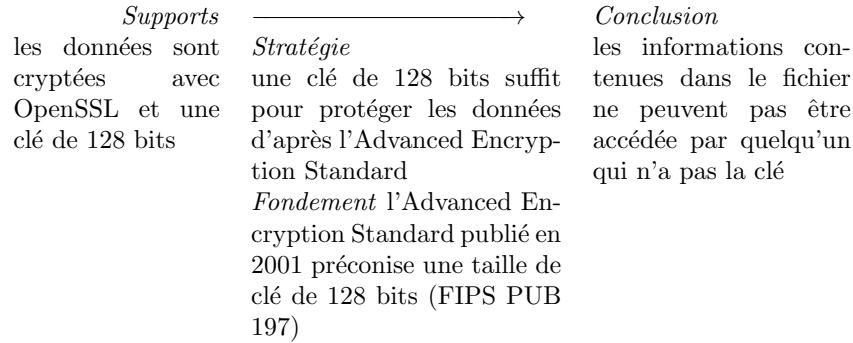 Supports
les données sont
cryptées avec
OpenSSL et une
clé de 128 bits
Stratégie
une clé de 128 bits suffit
pour protéger les données
d'après l'Advanced Encryp-
tion Standard
Fondement l'Advanced En-
cryption Standard publié en
2001 préconise une taille de
clé de 128 bits (FIPS PUB
197)
Conclusion
les informations con-
tenues dans le fichier
ne peuvent pas être
accédée par quelqu'un
qui n'a pas la clé